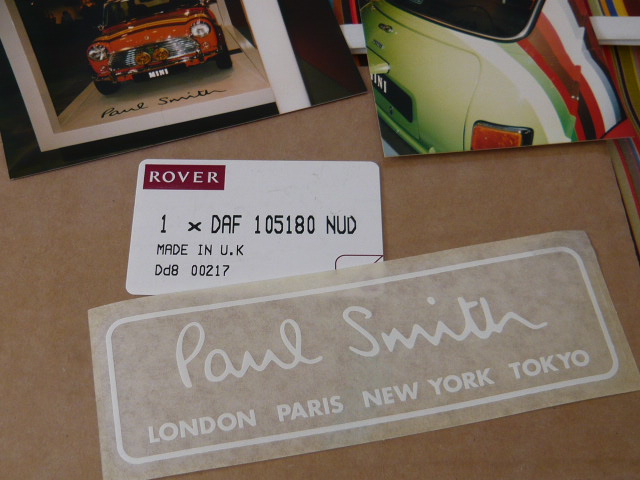 MINI
Paul Smith
MINI
ROVER
1 x DAF 105180 NUD
MADE IN U.K
Dd8 00217
Paul Smith
LONDON PARIS NEW YORK TOKYO